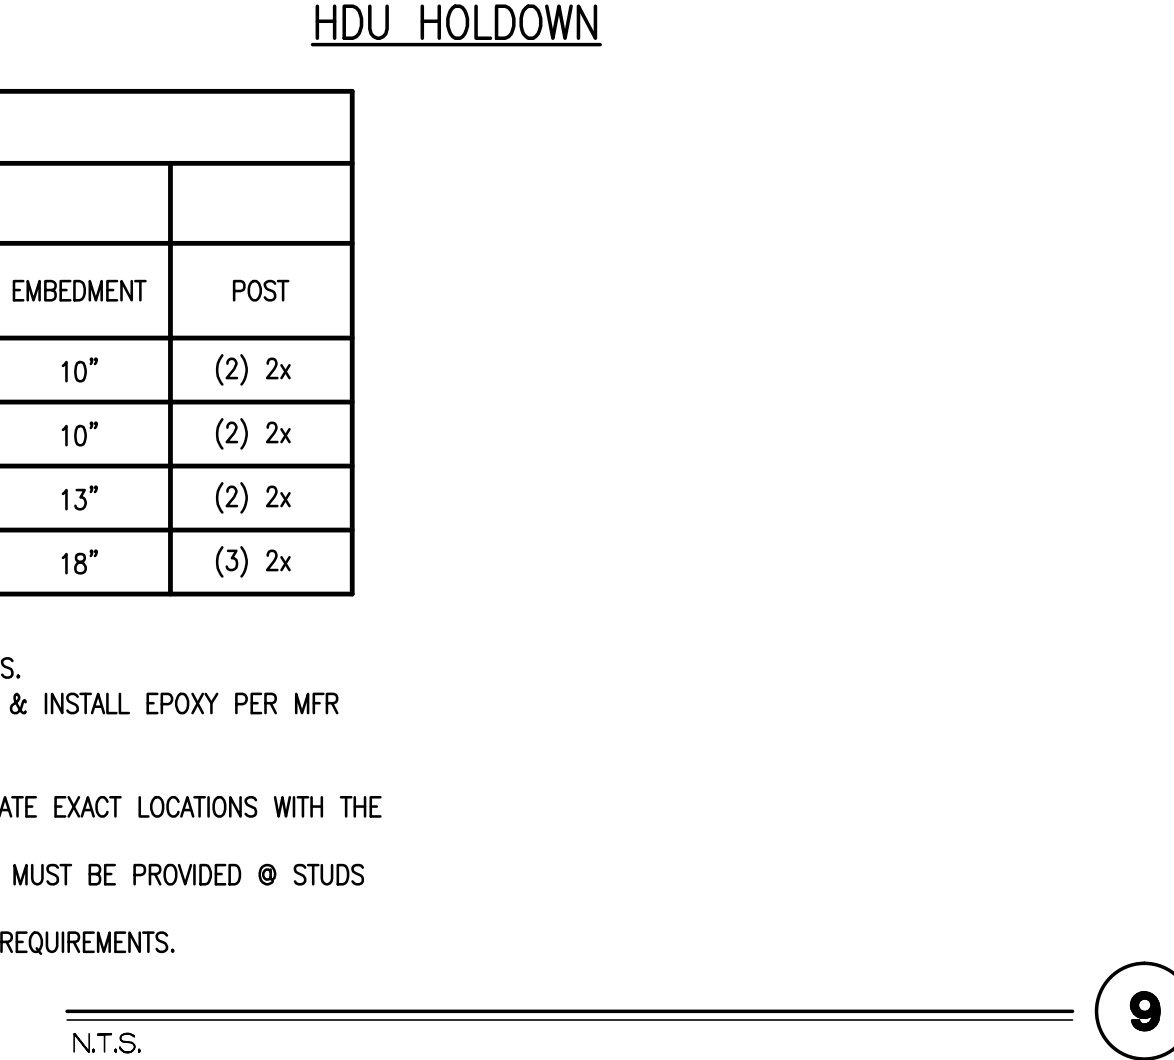 HDU HOLDOWN
EMBEDMENT POST
10” (2) 2x
10” (2) 2x
13” (2) 2x
18” (3) 2x
S.
& INSTALL EPOXY PER MFR
ATE EXACT LOCATIONS WITH THE
MUST BE PROVIDED @ STUDS
REQUIREMENTS.
9
N.T.S.